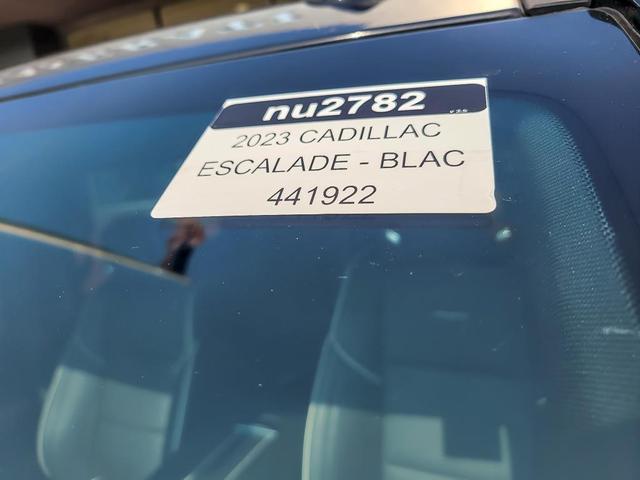 nu2782
2023 CADILLAC
ESCALADE - BLAC
441922